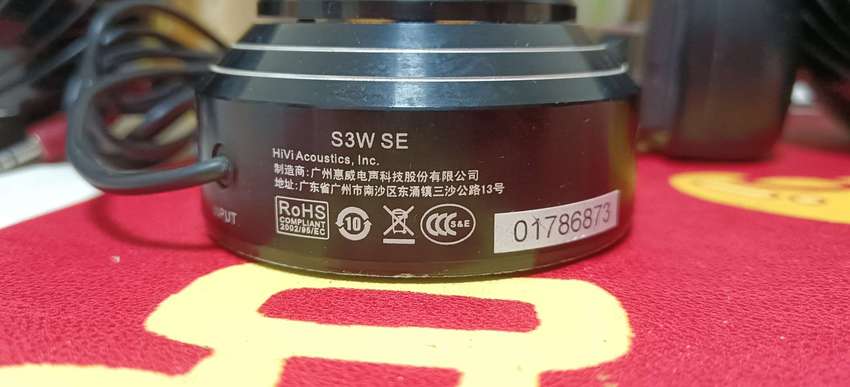 S3W SE
HiVi Acoustics, Inc.
制造商:广州惠威电声科技股份有限公司
地址:广东省广州市南沙区东涌镇三沙公路13号
RoHS
COMPLIANT
2002/95/EC
10
CCC S&E
01786873